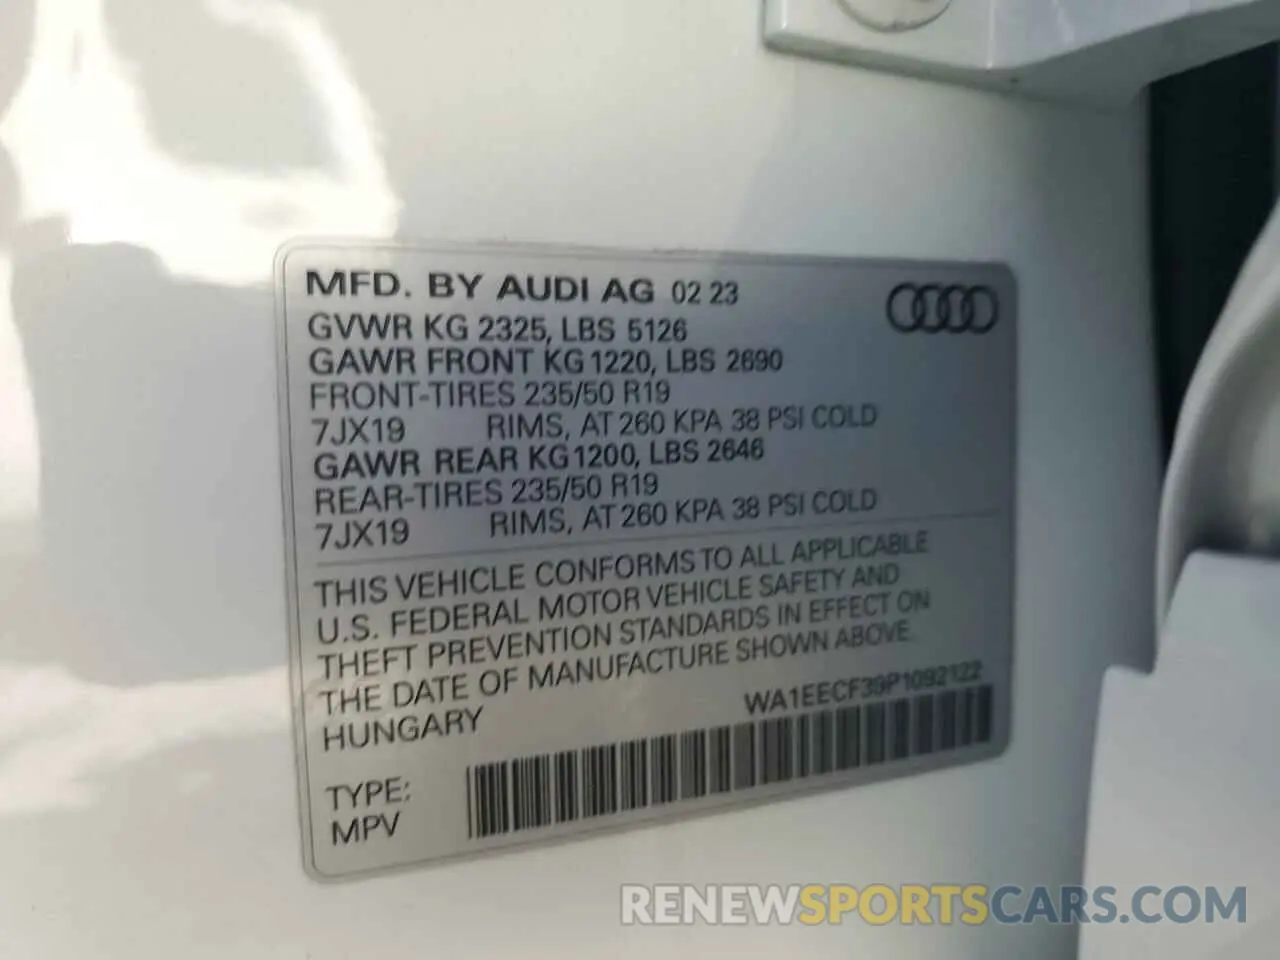 MFD. BY AUDI AG 02 23
GVWR KG 2325, LBS 5126
GAWR FRONT KG 1220, LBS 2690
FRONT-TIRES 235/50 R19
7JX19 RIMS, AT 260 KPA 38 PSI COLD
GAWR REAR KG 1200, LBS 2646
REAR-TIRES 235/50 R19
7JX19 RIMS, AT 260 KPA 38 PSI COLD
THIS VEHICLE CONFORMS TO ALL APPLICABLE
U.S. FEDERAL MOTOR VEHICLE SAFETY AND
THEFT PREVENTION STANDARDS IN EFFECT ON
THE DATE OF MANUFACTURE SHOWN ABOVE.
HUNGARY WA1EECF39P1092122
TYPE:
MPV
RENEWSPORTSCARS.COM